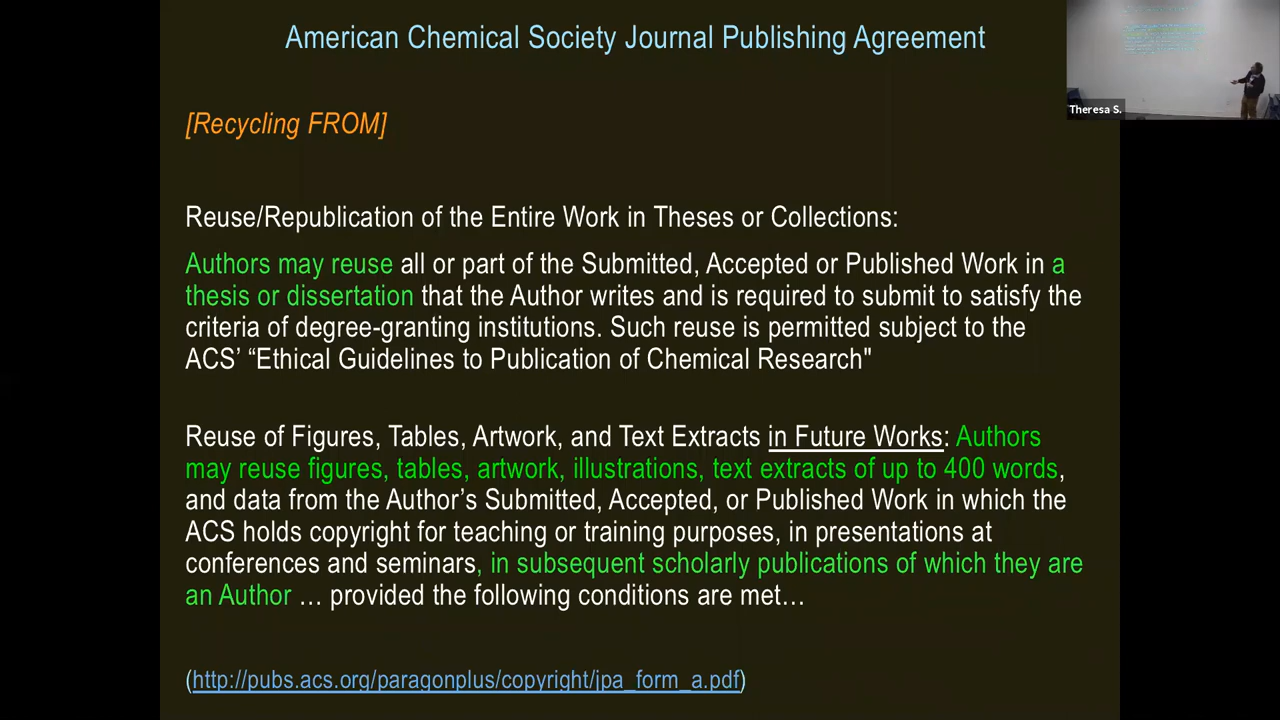 American Chemical Society Journal Publishing Agreement
Theresa S.
[Recycling FROM]
Reuse/Republication of the Entire Work in Theses or Collections:
Authors may reuse all or part of the Submitted, Accepted or Published Work in a
thesis or dissertation that the Author writes and is required to submit to satisfy the
criteria of degree-granting institutions. Such reuse is permitted subject to the
ACS’ “Ethical Guidelines to Publication of Chemical Research"
Reuse of Figures, Tables, Artwork, and Text Extracts in Future Works: Authors
may reuse figures, tables, artwork, illustrations, text extracts of up to 400 words,
and data from the Author’s Submitted, Accepted, or Published Work in which the
ACS holds copyright for teaching or training purposes, in presentations at
conferences and seminars, in subsequent scholarly publications of which they are
an Author … provided the following conditions are met…
(http://pubs.acs.org/paragonplus/copyright/jpa_form_a.pdf)